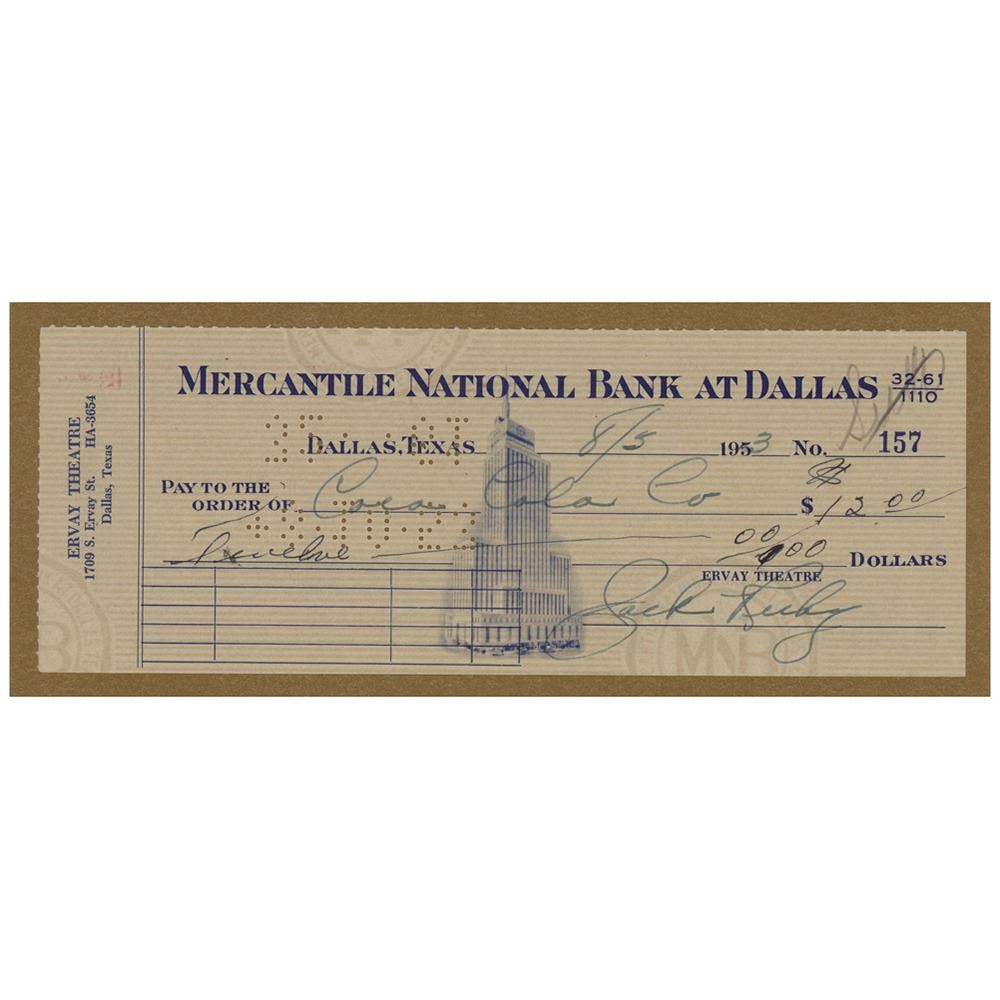 MERCANTILE NATIONAL BANK AT DALLAS 32-61
1110
DALLAS, TEXAS 8/5 1953 No. 157
PAY TO THE
ORDER OF Coca Cola Co $ 12 00
Twelve 00/100 DOLLARS
ERVAY THEATRE
Jack Ruby
ERVAY THEATRE
1709 S. Ervay St. HA-3654
Dallas, Texas
MNB